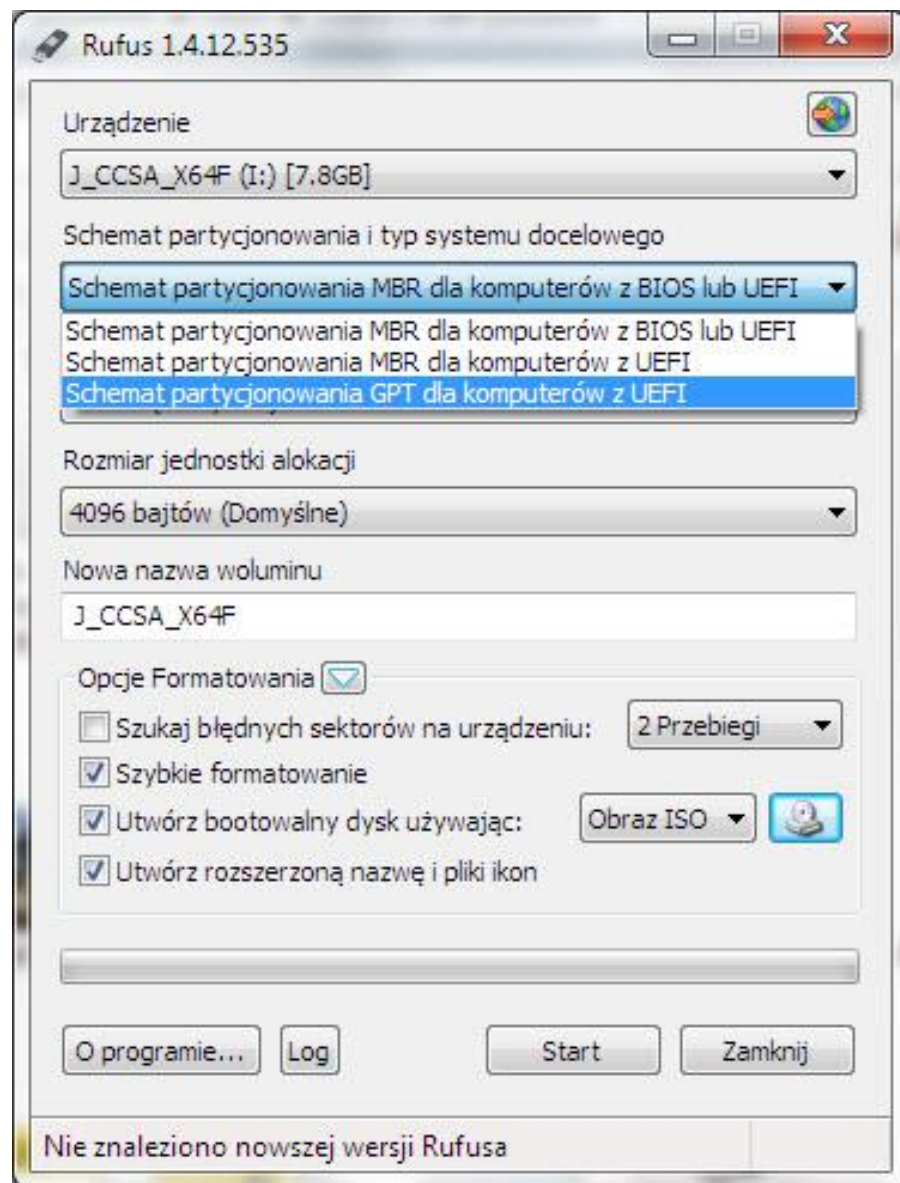 Rufus 1.4.12.535
Urządzenie
J_CCSA_X64F (I:) [7.8GB]
Schemat partycjonowania i typ systemu docelowego
Schemat partycjonowania MBR dla komputerów z BIOS lub UEFI
Schemat partycjonowania MBR dla komputerów z BIOS lub UEFI
Schemat partycjonowania MBR dla komputerów z UEFI
Schemat partycjonowania GPT dla komputerów z UEFI
Rozmiar jednostki alokacji
4096 bajtów (Domyślne)
Nowa nazwa woluminu
J_CCSA_X64F
Opcje Formatowania
Szukaj błędnych sektorów na urządzeniu: 2 Przebiegi
Szybkie formatowanie
Utwórz bootowalny dysk używając: Obraz ISO
Utwórz rozszerzoną nazwę i pliki ikon
O programie... Log Start Zamknij
Nie znaleziono nowszej wersji Rufusa